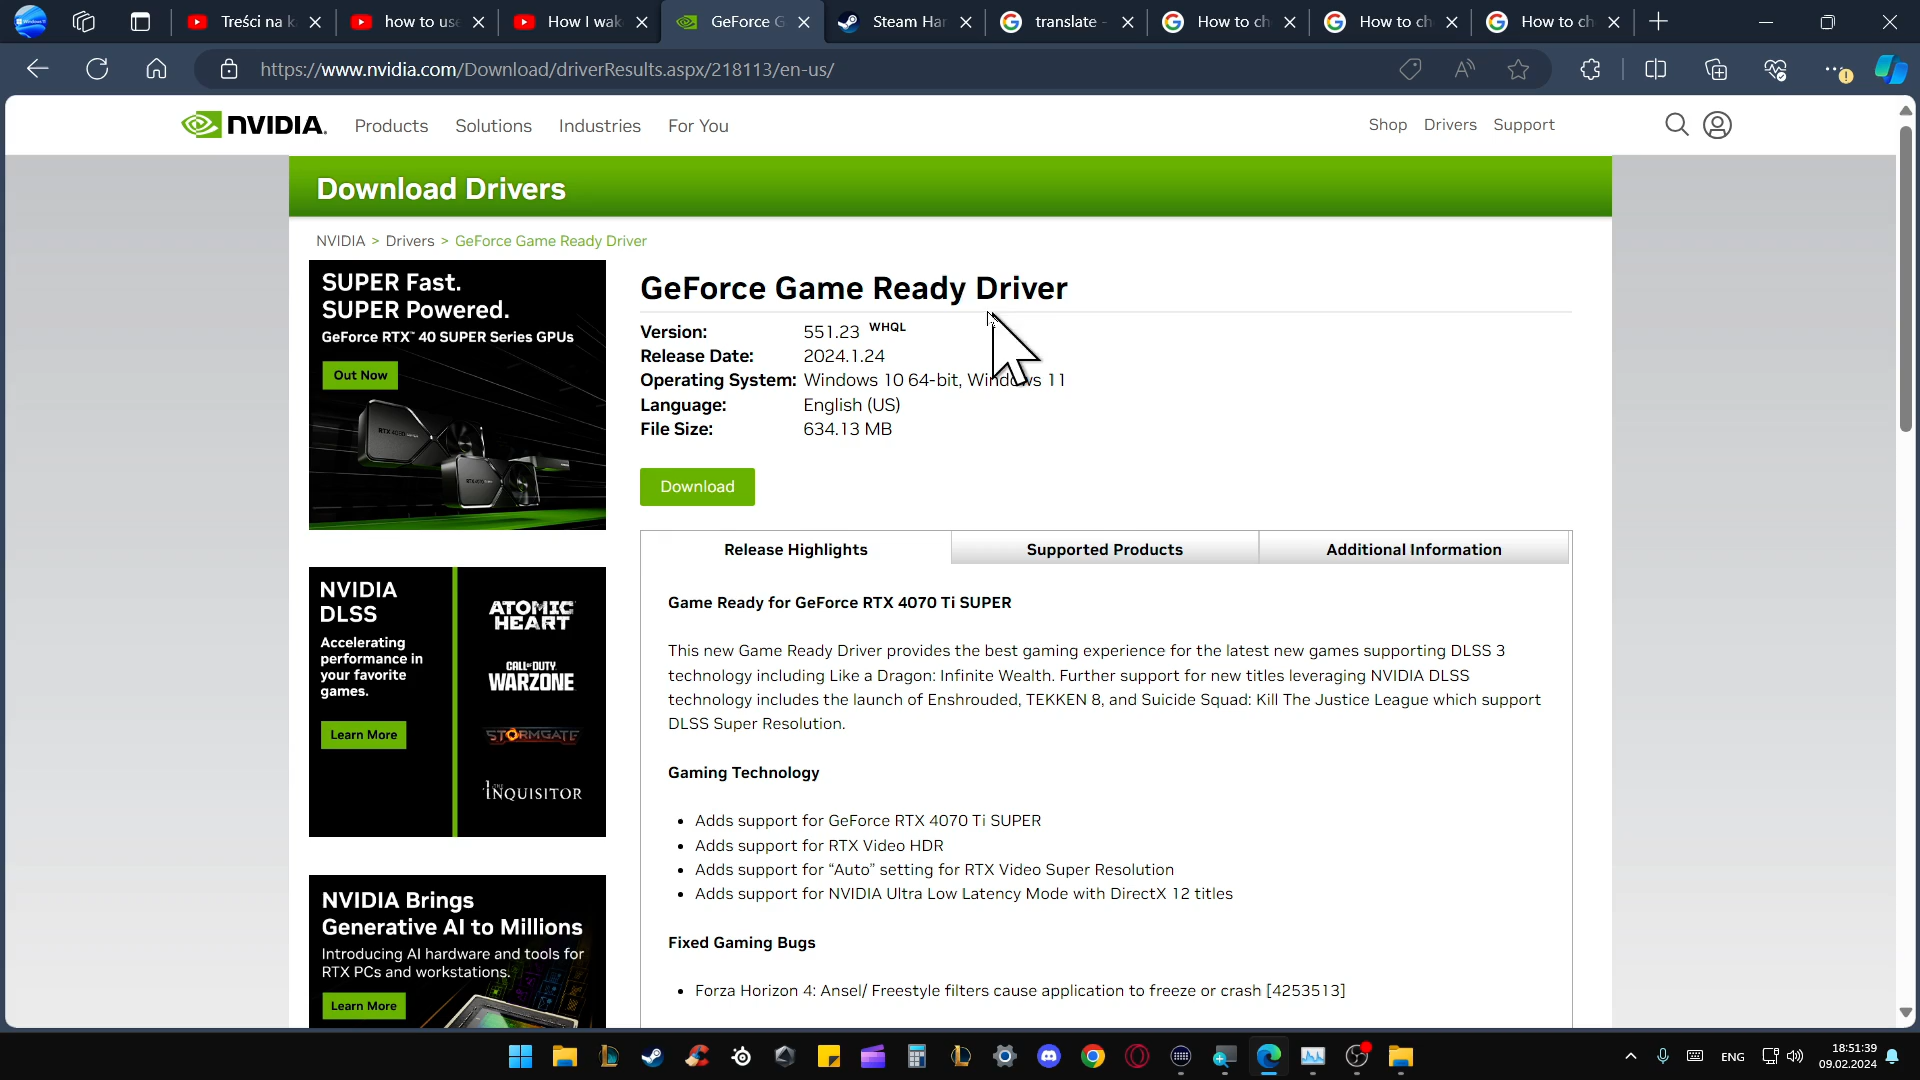 Treści na k
how to use
How I wak
GeForce G
Steam Har
translate -
How to ch
How to ch
How to ch
https://www.nvidia.com/Download/driverResults.aspx/218113/en-us/
NVIDIA.
Products
Solutions
Industries
For You
Shop
Drivers
Support
Download Drivers
NVIDIA > Drivers > GeForce Game Ready Driver
SUPER Fast.
SUPER Powered.
GeForce RTX™ 40 SUPER Series GPUs
Out Now
GeForce Game Ready Driver
Version: 551.23 WHQL
Release Date: 2024.1.24
Operating System: Windows 10 64-bit, Windows 11
Language: English (US)
File Size: 634.13 MB
Download
Release Highlights
Supported Products
Additional Information
NVIDIA
DLSS
Accelerating
performance in
your favorite
games.
Learn More
ATOMIC
HEART
CALL OF DUTY
WARZONE
STORMGATE
THE
INQUISITOR
Game Ready for GeForce RTX 4070 Ti SUPER
This new Game Ready Driver provides the best gaming experience for the latest new games supporting DLSS 3
technology including Like a Dragon: Infinite Wealth. Further support for new titles leveraging NVIDIA DLSS
technology includes the launch of Enshrouded, TEKKEN 8, and Suicide Squad: Kill The Justice League which support
DLSS Super Resolution.
Gaming Technology
• Adds support for GeForce RTX 4070 Ti SUPER
• Adds support for RTX Video HDR
• Adds support for “Auto” setting for RTX Video Super Resolution
• Adds support for NVIDIA Ultra Low Latency Mode with DirectX 12 titles
NVIDIA Brings
Generative AI to Millions
Introducing AI hardware and tools for
RTX PCs and workstations.
Learn More
Fixed Gaming Bugs
• Forza Horizon 4: Ansel/ Freestyle filters cause application to freeze or crash [4253513]
ENG
18:51:39
09.02.2024